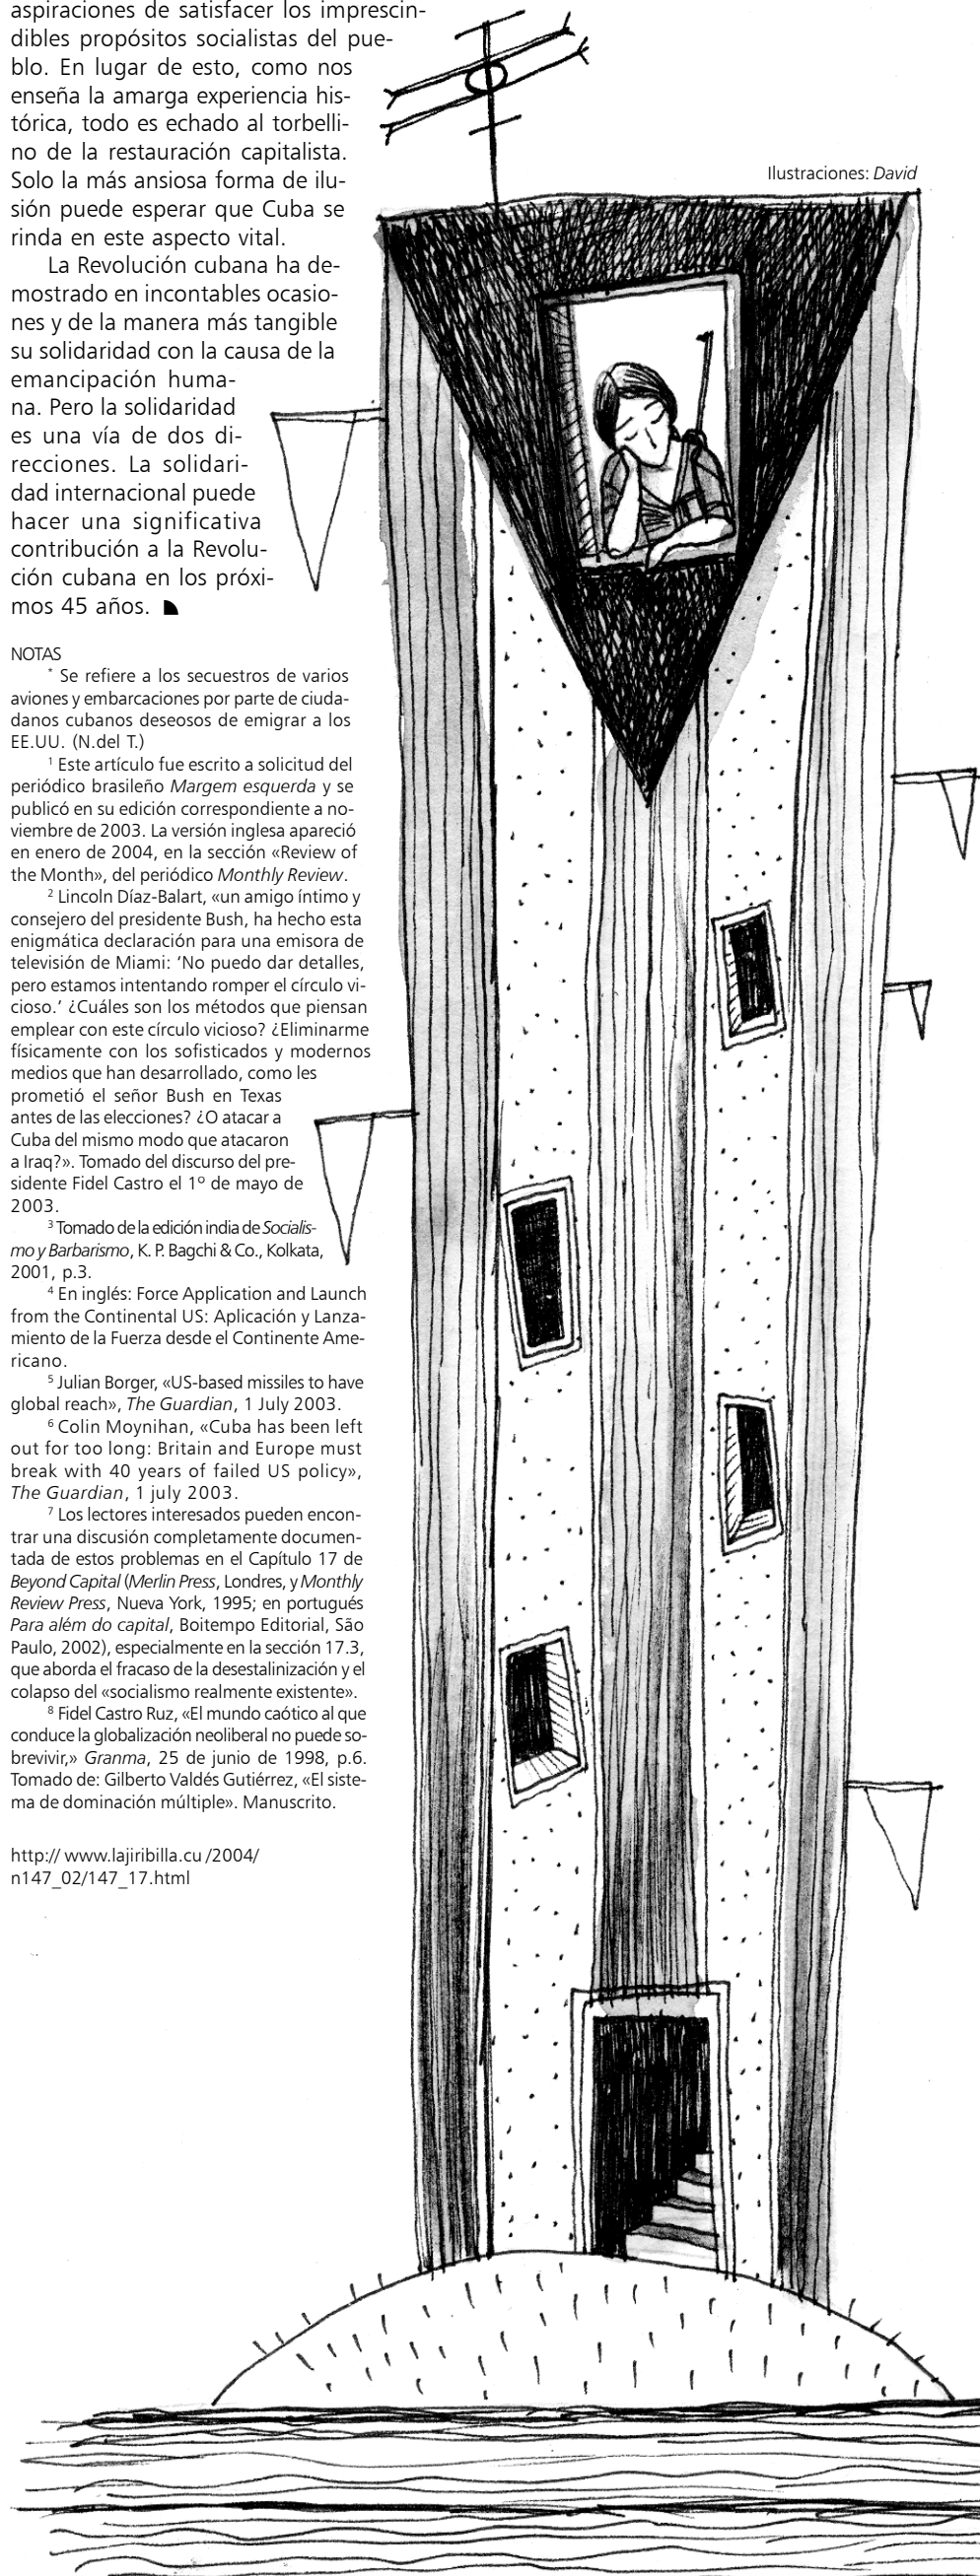 aspiraciones de satisfacer los imprescin-
dibles propósitos socialistas del pue-
blo. En lugar de esto, como nos
enseña la amarga experiencia his-
tórica, todo es echado al torbelli-
no de la restauración capitalista.
Solo la más ansiosa forma de ilu-
sión puede esperar que Cuba se
rinda en este aspecto vital.
La Revolución cubana ha de-
mostrado en incontables ocasio-
nes y de la manera más tangible
su solidaridad con la causa de la
emancipación huma-
na. Pero la solidaridad
es una vía de dos di-
recciones. La solidari-
dad internacional puede
hacer una significativa
contribución a la Revolu-
ción cubana en los próxi-
mos 45 años.
Ilustraciones: David
NOTAS
* Se refiere a los secuestros de varios
aviones y embarcaciones por parte de ciuda-
danos cubanos deseosos de emigrar a los
EE.UU. (N.del T.)
1 Este artículo fue escrito a solicitud del
periódico brasileño Margem esquerda y se
publicó en su edición correspondiente a no-
viembre de 2003. La versión inglesa apareció
en enero de 2004, en la sección «Review of
the Month», del periódico Monthly Review.
2 Lincoln Díaz-Balart, «un amigo íntimo y
consejero del presidente Bush, ha hecho esta
enigmática declaración para una emisora de
televisión de Miami: ‘No puedo dar detalles,
pero estamos intentando romper el círculo vi-
cioso.’ ¿Cuáles son los métodos que piensan
emplear con este círculo vicioso? ¿Eliminarme
físicamente con los sofisticados y modernos
medios que han desarrollado, como les
prometió el señor Bush en Texas
antes de las elecciones? ¿O atacar a
Cuba del mismo modo que atacaron
a Iraq?». Tomado del discurso del pre-
sidente Fidel Castro el 1º de mayo de
2003.
3 Tomado de la edición india de Socialis-
mo y Barbarismo, K. P. Bagchi & Co., Kolkata,
2001, p.3.
4 En inglés: Force Application and Launch
from the Continental US: Aplicación y Lanza-
miento de la Fuerza desde el Continente Ame-
ricano.
5 Julian Borger, «US-based missiles to have
global reach», The Guardian, 1 July 2003.
6 Colin Moynihan, «Cuba has been left
out for too long: Britain and Europe must
break with 40 years of failed US policy»,
The Guardian, 1 july 2003.
7 Los lectores interesados pueden encon-
trar una discusión completamente documen-
tada de estos problemas en el Capítulo 17 de
Beyond Capital (Merlin Press, Londres, y Monthly
Review Press, Nueva York, 1995; en portugués
Para além do capital, Boitempo Editorial, São
Paulo, 2002), especialmente en la sección 17.3,
que aborda el fracaso de la desestalinización y el
colapso del «socialismo realmente existente».
8 Fidel Castro Ruz, «El mundo caótico al que
conduce la globalización neoliberal no puede so-
brevivir,» Granma, 25 de junio de 1998, p.6.
Tomado de: Gilberto Valdés Gutiérrez, «El siste-
ma de dominación múltiple». Manuscrito.
http:// www.lajiribilla.cu /2004/
n147_02/147_17.html